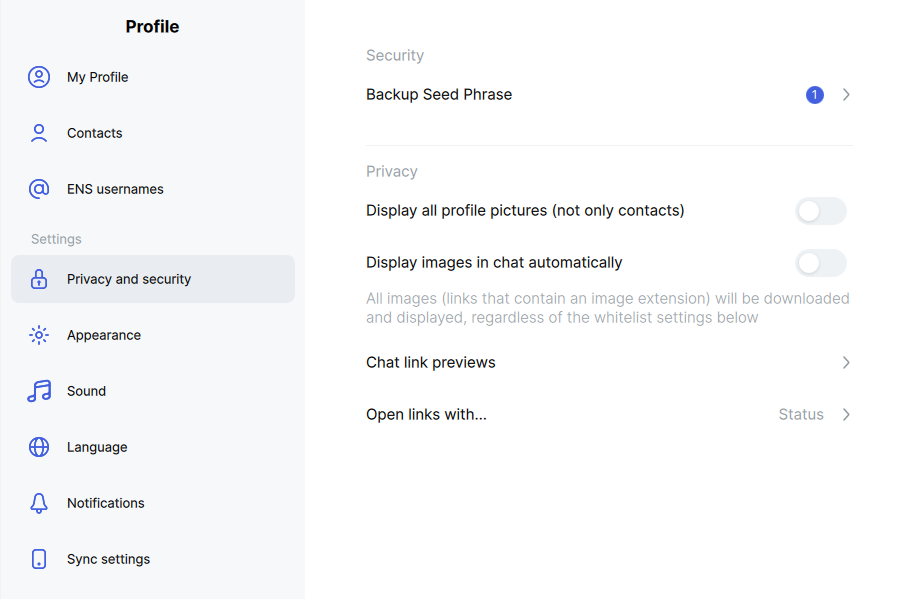 Profile
My Profile
Contacts
ENS usernames
Settings
Privacy and security
Appearance
Sound
Language
Notifications
Sync settings
Security
Backup Seed Phrase
1
Privacy
Display all profile pictures (not only contacts)
Display images in chat automatically
All images (links that contain an image extension) will be downloaded
and displayed, regardless of the whitelist settings below
Chat link previews
Open links with...
Status